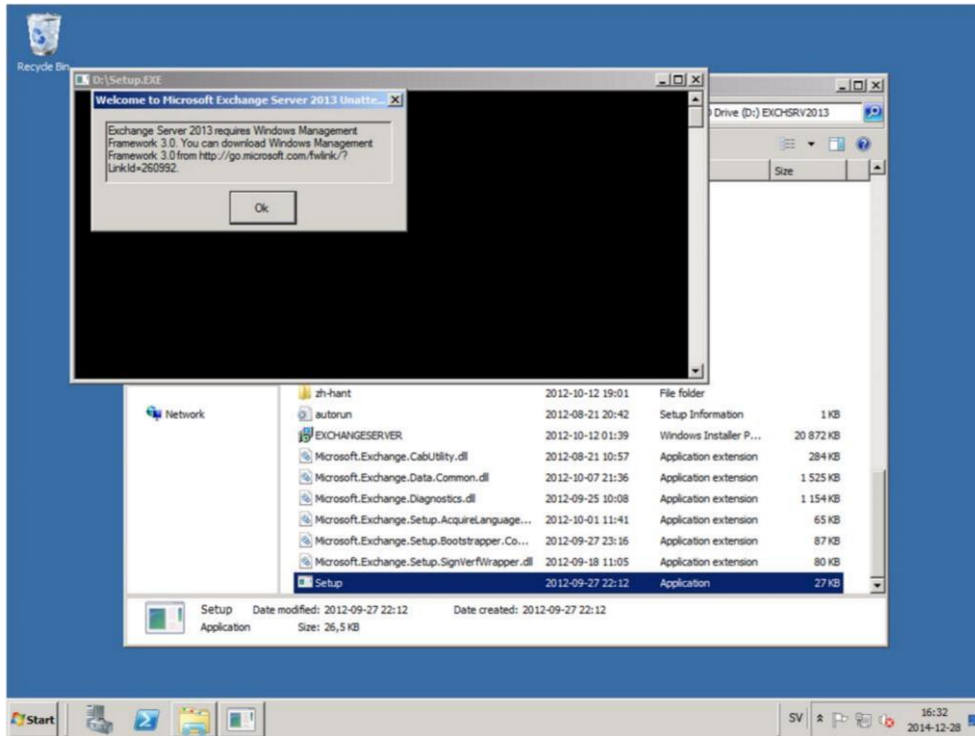 Recycle Bin
D:\Setup.EXE
Welcome to Microsoft Exchange Server 2013 Unatte...
Exchange Server 2013 requires Windows Management
Framework 3.0. You can download Windows Management
Framework 3.0 from http://go.microsoft.com/fwlink/?
LinkId=260992.
Ok
Drive (D:) EXCHSRV2013
Size
zh-hant 2012-10-12 19:01 File folder
Network
autorun 2012-08-21 20:42 Setup Information 1 KB
EXCHANGESERVER 2012-10-12 01:39 Windows Installer P... 20 872 KB
Microsoft.Exchange.CabUtility.dll 2012-08-21 10:57 Application extension 284 KB
Microsoft.Exchange.Data.Common.dll 2012-10-07 21:36 Application extension 1 525 KB
Microsoft.Exchange.Diagnostics.dll 2012-09-25 10:08 Application extension 1 154 KB
Microsoft.Exchange.Setup.AcquireLanguage... 2012-10-01 11:41 Application extension 65 KB
Microsoft.Exchange.Setup.Bootstrapper.Co... 2012-09-27 23:16 Application extension 87 KB
Microsoft.Exchange.Setup.SignVerfWrapper.dll 2012-09-18 11:05 Application extension 80 KB
Setup 2012-09-27 22:12 Application 27 KB
Setup Date modified: 2012-09-27 22:12 Date created: 2012-09-27 22:12
Application Size: 26,5 KB
Start
SV
16:32
2014-12-28